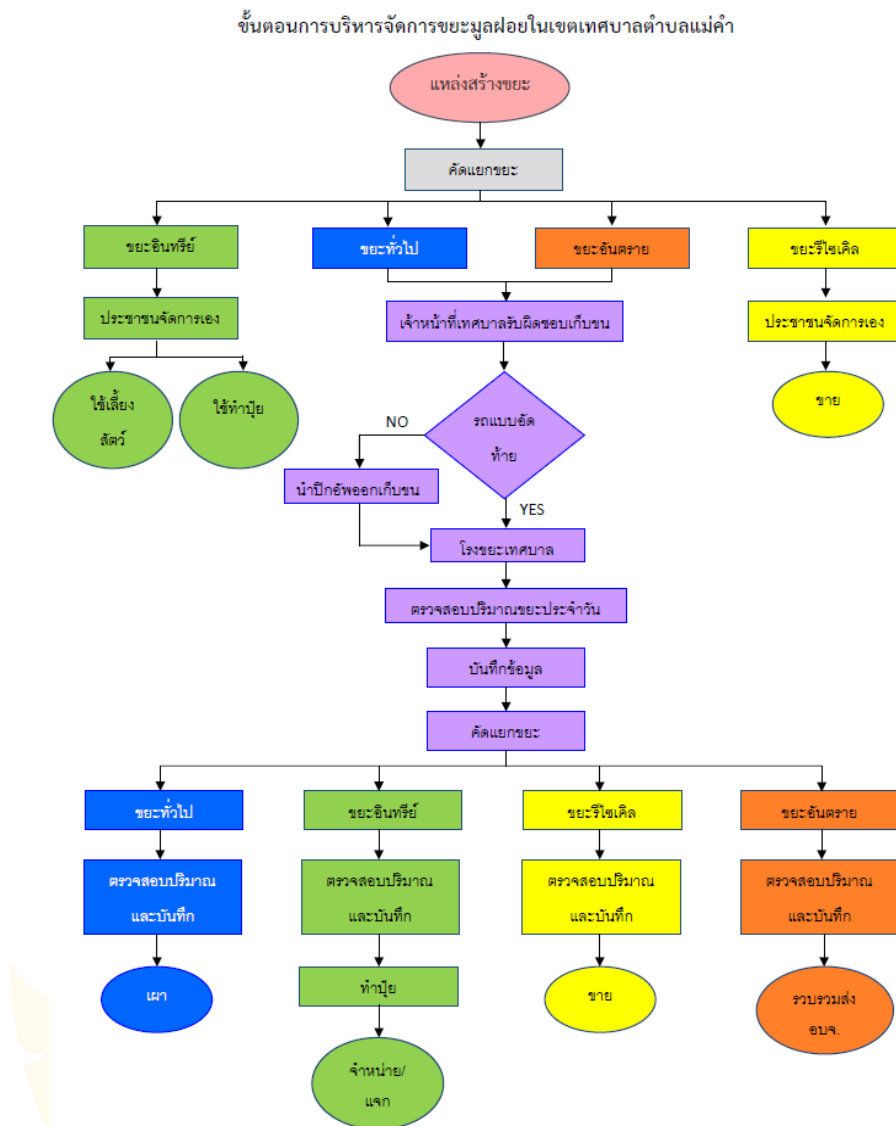 ขั้นตอนการบริหารจัดการขยะมูลฝอยในเขตเทศบาลตำบลแม่คำ
แหล่งสร้างขยะ
คัดแยกขยะ
ขยะอินทรีย์
ขยะทั่วไป
ขยะอันตราย
ขยะรีไซเคิล
ประชาชนจัดการเอง
เจ้าหน้าที่เทศบาลรับผิดชอบเก็บขน
ประชาชนจัดการเอง
ใช้เลี้ยง
สัตว์
ใช้ทำปุ๋ย
รถแบบอัด
ท้าย
ขาย
NO
นำปิกอัพออกเก็บขน
YES
โรงขยะเทศบาล
ตรวจสอบปริมาณขยะประจำวัน
บันทึกข้อมูล
คัดแยกขยะ
ขยะทั่วไป
ขยะอินทรีย์
ขยะรีไซเคิล
ขยะอันตราย
ตรวจสอบปริมาณ
และบันทึก
ตรวจสอบปริมาณ
และบันทึก
ตรวจสอบปริมาณ
และบันทึก
ตรวจสอบปริมาณ
และบันทึก
เผา
ทำปุ๋ย
ขาย
รวบรวมส่ง
อบจ.
จำหน่าย/
แจก